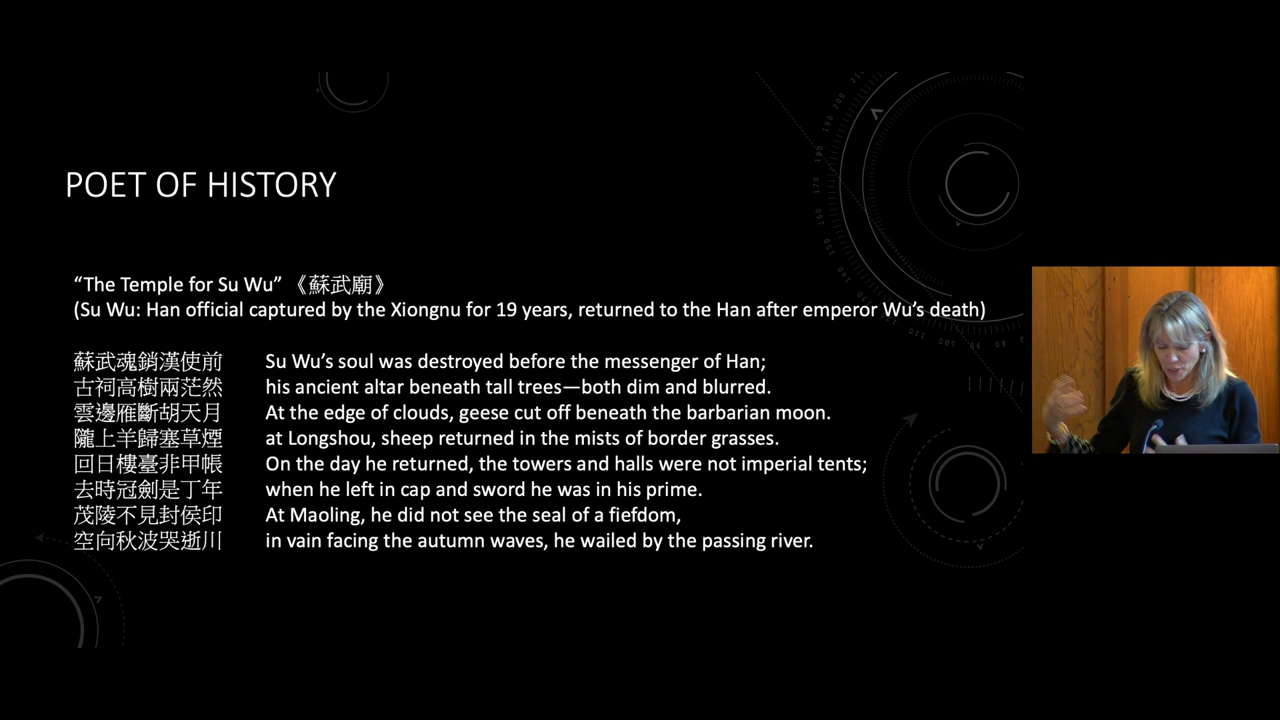 POET OF HISTORY
“The Temple for Su Wu” 《蘇武廟》
(Su Wu: Han official captured by the Xiongnu for 19 years, returned to the Han after emperor Wu’s death)
蘇武魂銷漢使前 Su Wu’s soul was destroyed before the messenger of Han;
古祠高樹兩茫然 his ancient altar beneath tall trees—both dim and blurred.
雲邊雁斷胡天月 At the edge of clouds, geese cut off beneath the barbarian moon.
隴上羊歸塞草煙 at Longshou, sheep returned in the mists of border grasses.
回日樓臺非甲帳 On the day he returned, the towers and halls were not imperial tents;
去時冠劍是丁年 when he left in cap and sword he was in his prime.
茂陵不見封侯印 At Maoling, he did not see the seal of a fiefdom,
空向秋波哭逝川 in vain facing the autumn waves, he wailed by the passing river.